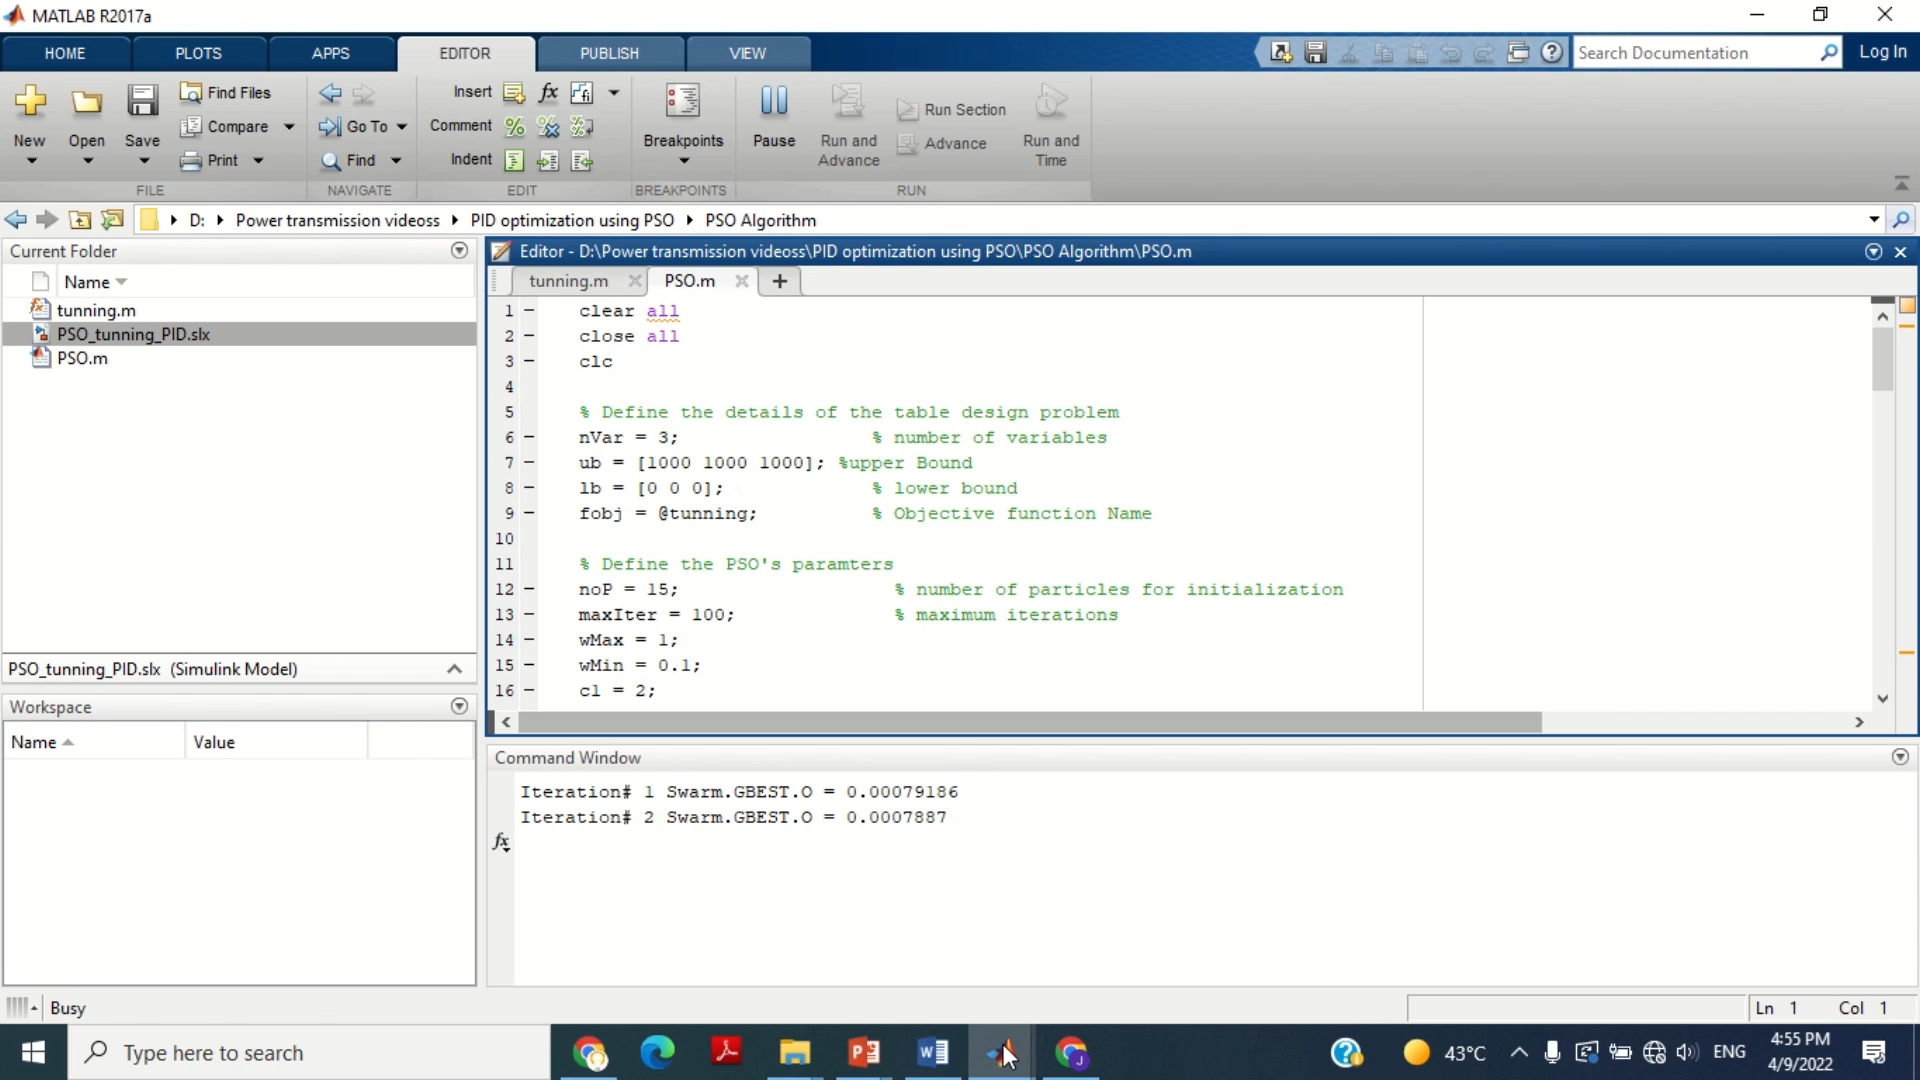 MATLAB R2017a
HOME PLOTS APPS EDITOR PUBLISH VIEW
Search Documentation
Log In
New
Open
Save
Find Files
Compare
Print
FILE
Go To
Find
NAVIGATE
Insert
Comment
Indent
EDIT
Breakpoints
BREAKPOINTS
Pause
Run and
Advance
Run Section
Advance
Run and
Time
RUN
D: Power transmission videoss PID optimization using PSO PSO Algorithm
Current Folder
Name
tunning.m
PSO_tunning_PID.slx
PSO.m
PSO_tunning_PID.slx (Simulink Model)
Workspace
Name Value
Editor - D:\Power transmission videoss\PID optimization using PSO\PSO Algorithm\PSO.m
tunning.m PSO.m
1 - clear all
2 - close all
3 - clc
4
5 % Define the details of the table design problem
6 - nVar = 3; % number of variables
7 - ub = [1000 1000 1000]; %upper Bound
8 - lb = [0 0 0]; % lower bound
9 - fobj = @tunning; % Objective function Name
10
11 % Define the PSO's paramters
12 - noP = 15; % number of particles for initialization
13 - maxIter = 100; % maximum iterations
14 - wMax = 1;
15 - wMin = 0.1;
16 - c1 = 2;
Command Window
Iteration# 1 Swarm.GBEST.O = 0.00079186
Iteration# 2 Swarm.GBEST.O = 0.0007887
fx
Busy
Ln 1 Col 1
Type here to search
43°C
ENG
4:55 PM
4/9/2022